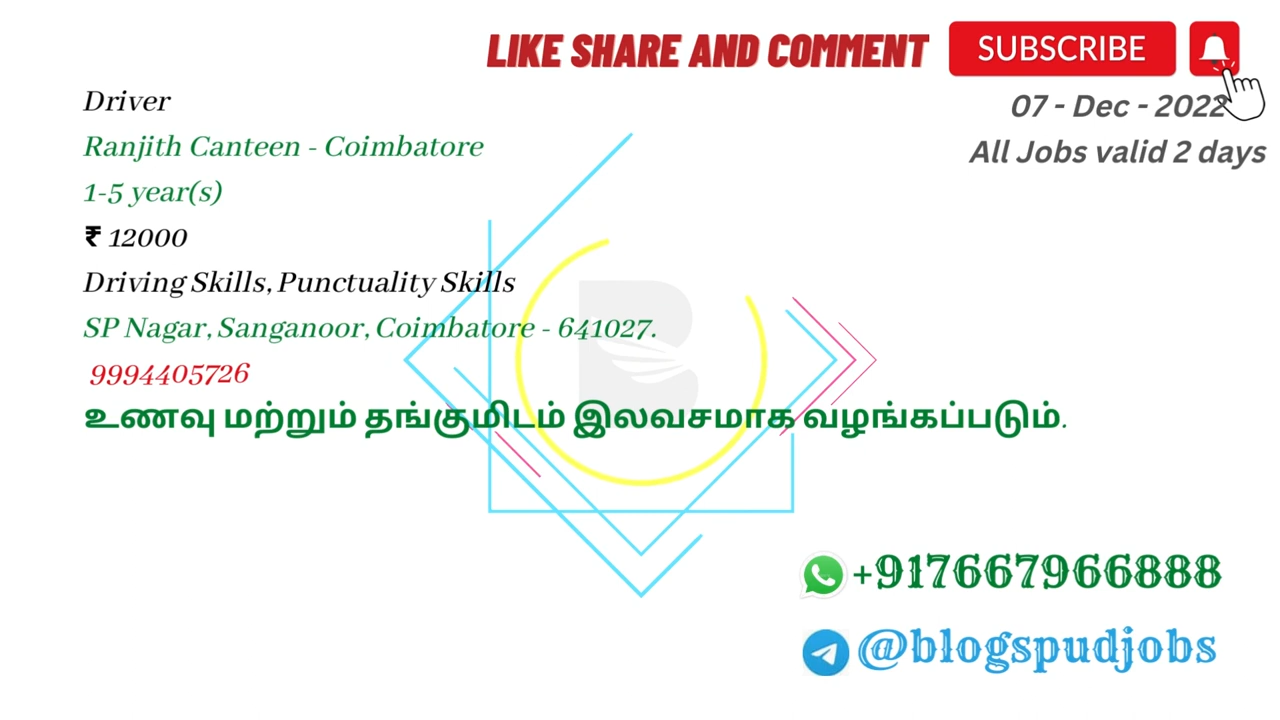 LIKE SHARE AND COMMENT
SUBSCRIBE
07 - Dec - 2022
All Jobs valid 2 days
Driver
Ranjith Canteen - Coimbatore
1-5 year(s)
₹ 12000
Driving Skills, Punctuality Skills
SP Nagar, Sanganoor, Coimbatore - 641027.
9994405726
உணவு மற்றும் தங்குமிடம் இலவசமாக வழங்கப்படும்.
+917667966888
@blogspudjobs